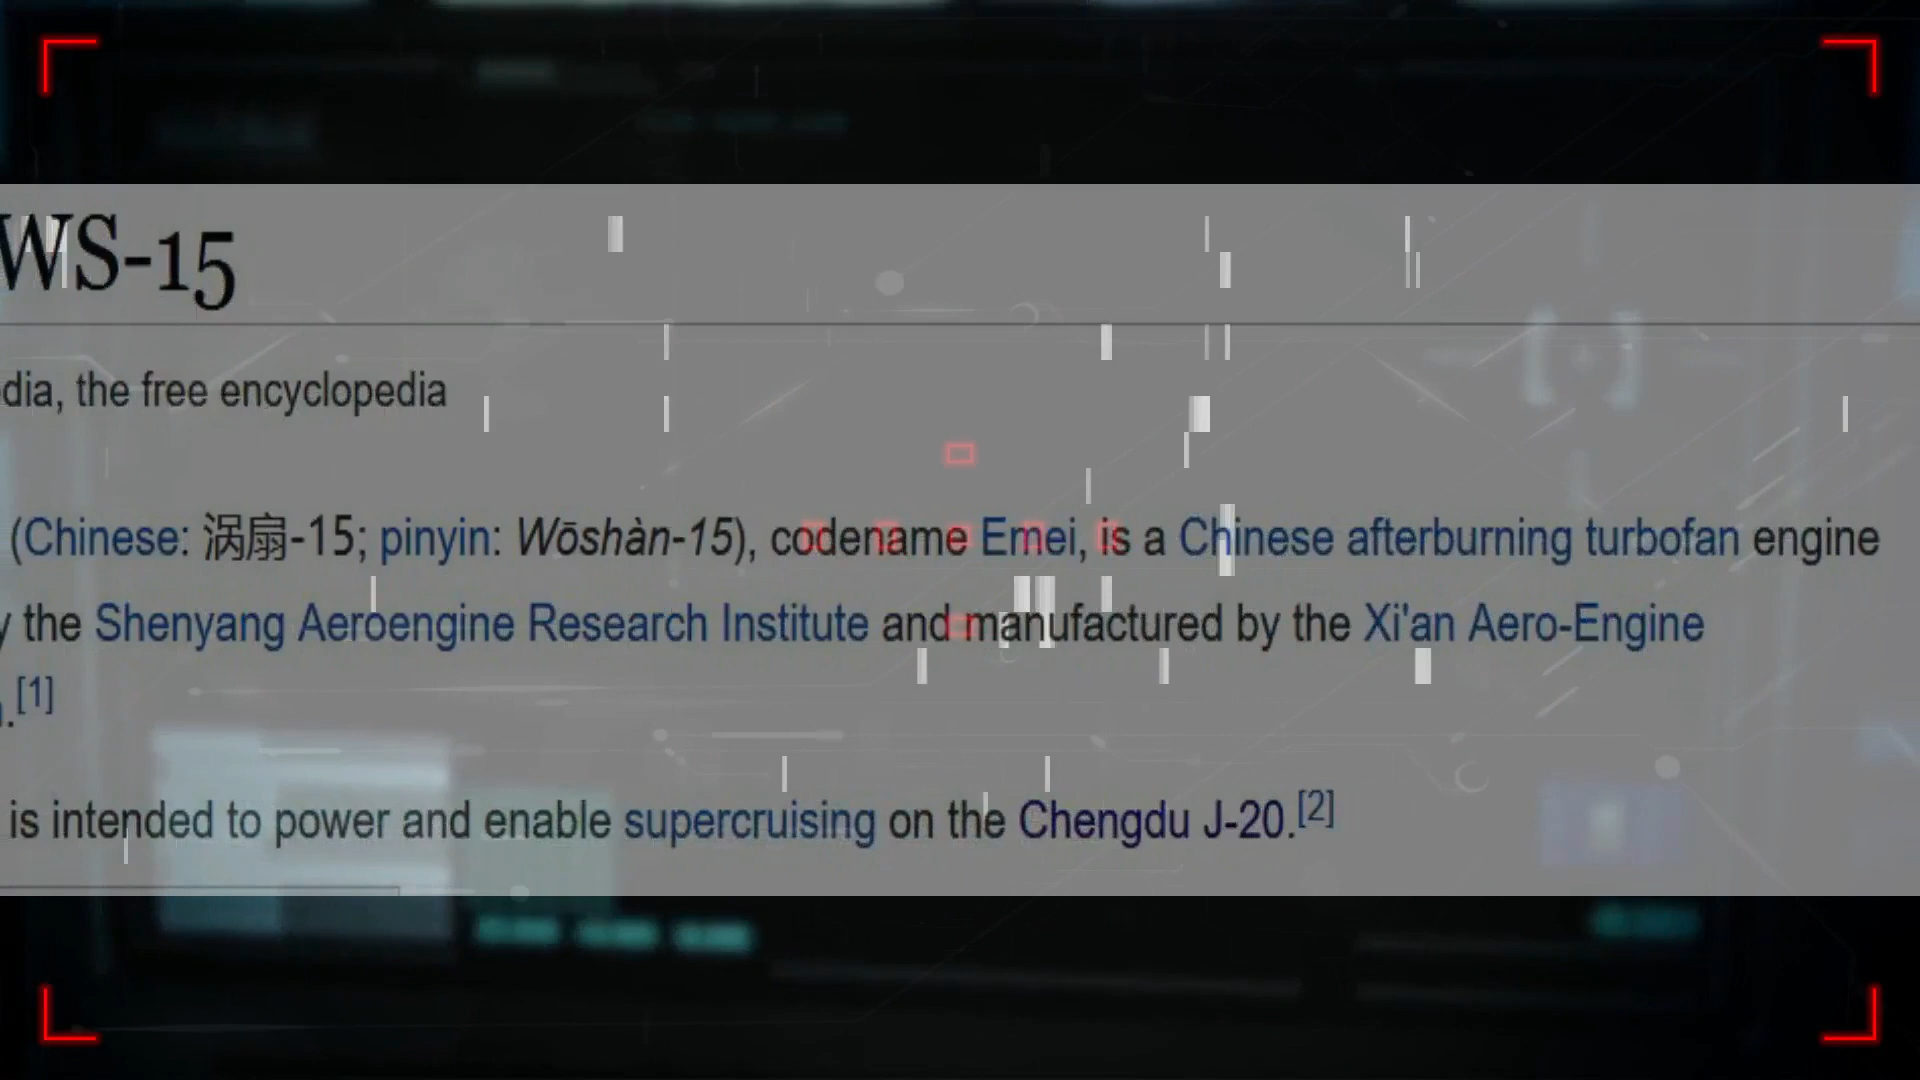 WS-15
dia, the free encyclopedia
(Chinese: 涡扇-15; pinyin: Wōshàn-15), codename Emei, is a Chinese afterburning turbofan engine
y the Shenyang Aeroengine Research Institute and manufactured by the Xi'an Aero-Engine
.[1]
is intended to power and enable supercruising on the Chengdu J-20.[2]